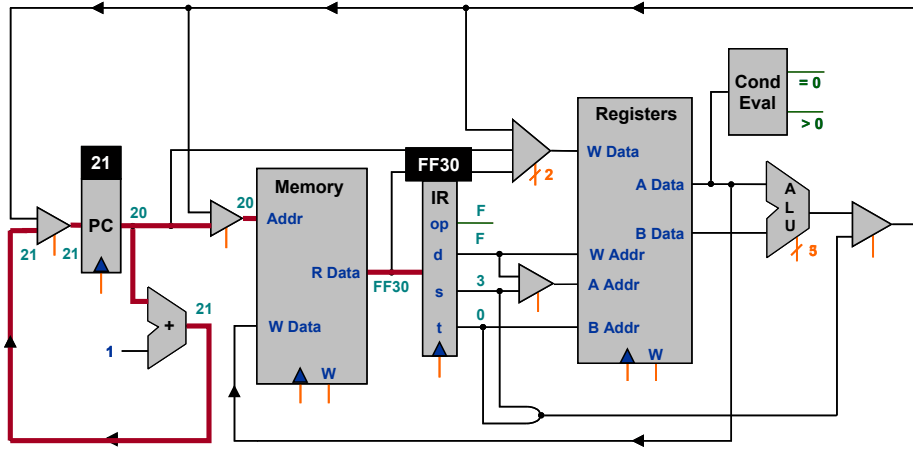 Cond
Eval
= 0
> 0
Registers
W Data
A Data
B Data
W Addr
A Addr
B Addr
W
2
A
L
U
FF30
IR
op
d
s
t
F
F
3
0
Memory
Addr
R Data
W Data
W
FF30
20
21
PC
20
21
21
21
+
1